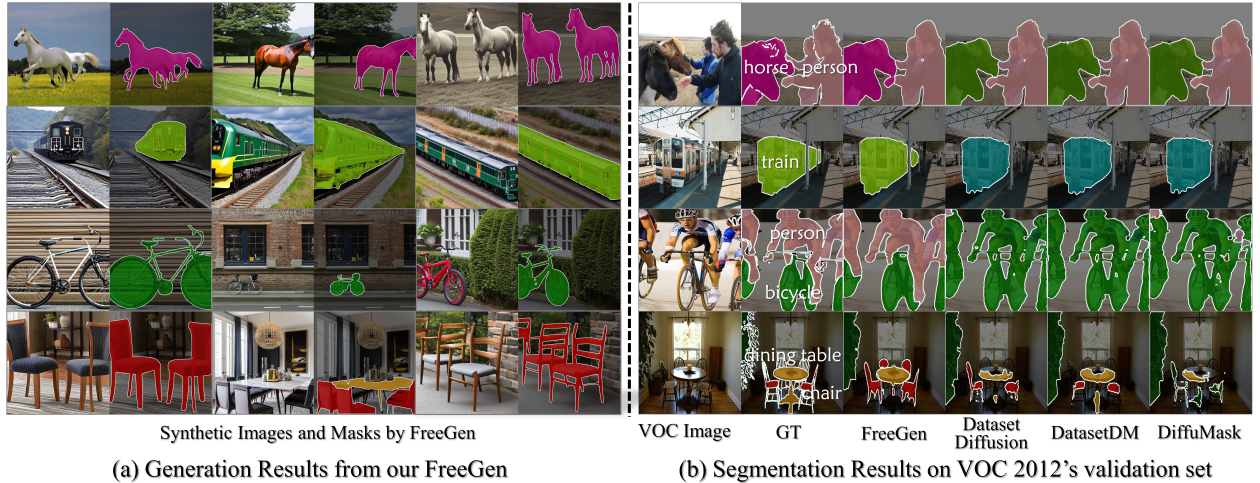 horse person
train
person
bicycle
dining table
chair
Synthetic Images and Masks by FreeGen
VOC Image GT FreeGen Dataset Diffusion DatasetDM DiffuMask
(a) Generation Results from our FreeGen
(b) Segmentation Results on VOC 2012's validation set